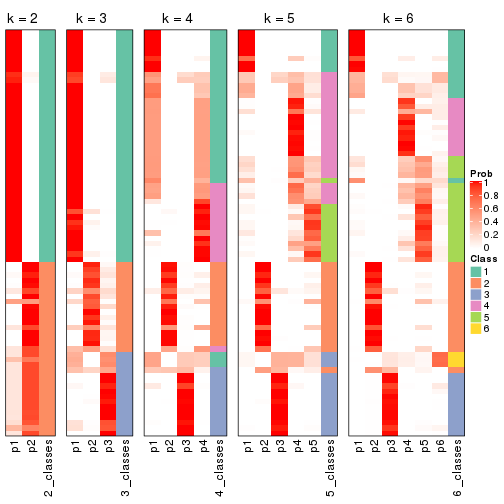 k = 2
k = 3
k = 4
k = 5
k = 6
p1
p2
2_classes
p1
p2
p3
3_classes
p1
p2
p3
p4
4_classes
p1
p2
p3
p4
p5
5_classes
p1
p2
p3
p4
p5
p6
6_classes
Prob
1
0.8
0.6
0.4
0.2
0
Class
1
2
3
4
5
6